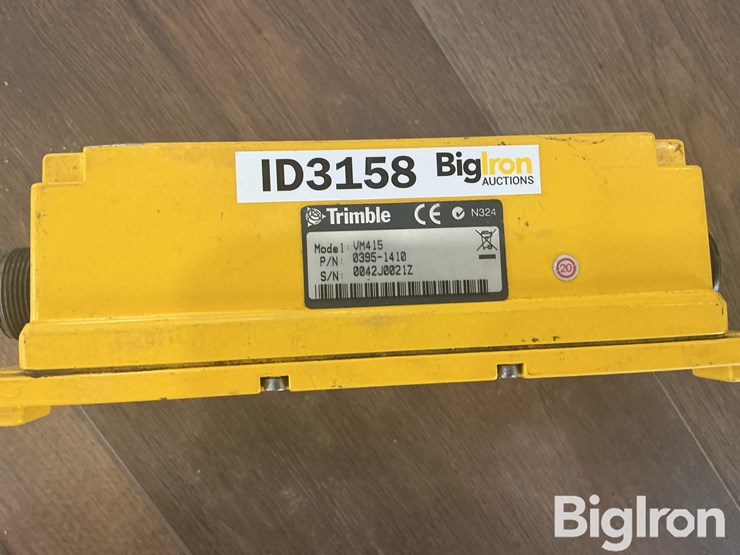 ID3158 BigIron
AUCTIONS
Trimble CE N324
Model: VM415
P/N: 0395-1410
S/N: 0042J0021Z
20
BigIron